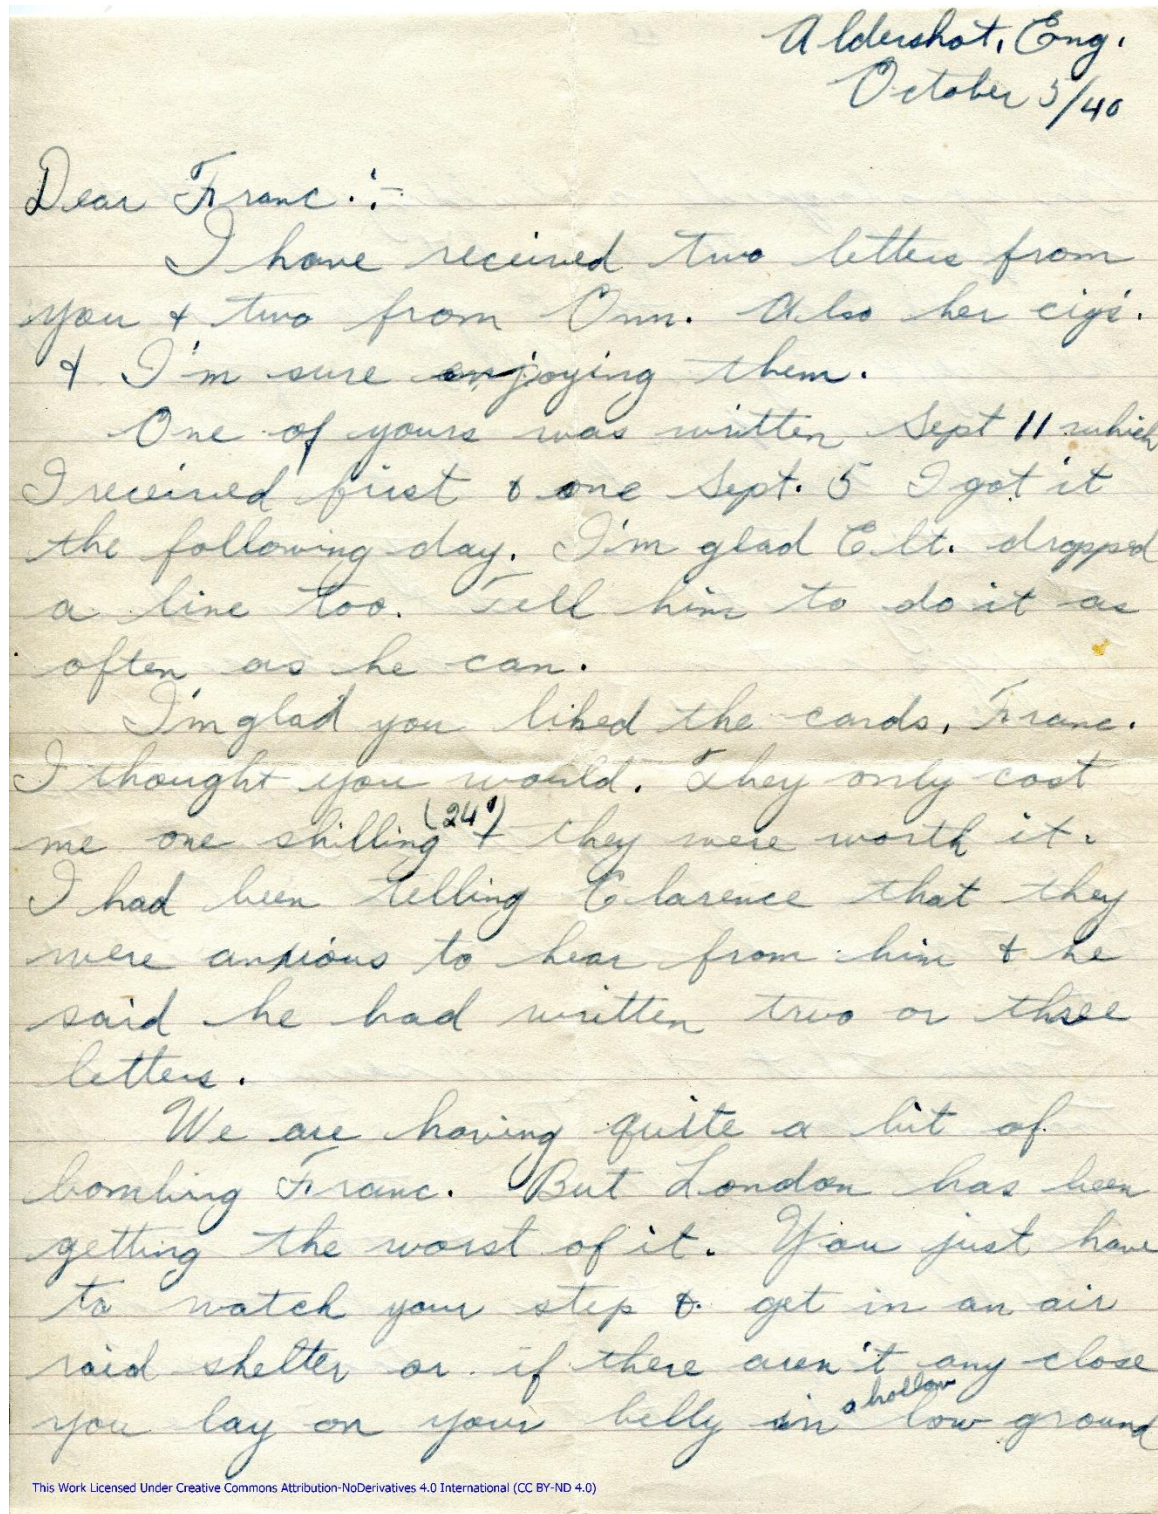 Aldershot, Eng.
October 5/40
Dear Franc.:-
I have received two letters from
you & two from Onn. Also her cigs.
& I'm sure enjoying them.
One of yours was written Sept 11 which
I received first & one Sept. 5 I got it
the following day. I'm glad Elt. dropped
a line too. Tell him to do it as
often as he can.
I'm glad you liked the cards, Franc.
I thought you would. They only cost
me one shilling (24¢) & they were worth it.
I had been telling Clarence that they
were anxious to hear from him & he
said he had written two or three
letters.
We are having quite a bit of
bombing Franc. But London has been
getting the worst of it. You just have
to watch your step & get in an air
raid shelter or if there aren't any close
you lay on your belly in a hollow low ground
This Work Licensed Under Creative Commons Attribution-NoDerivatives 4.0 International (CC BY-ND 4.0)